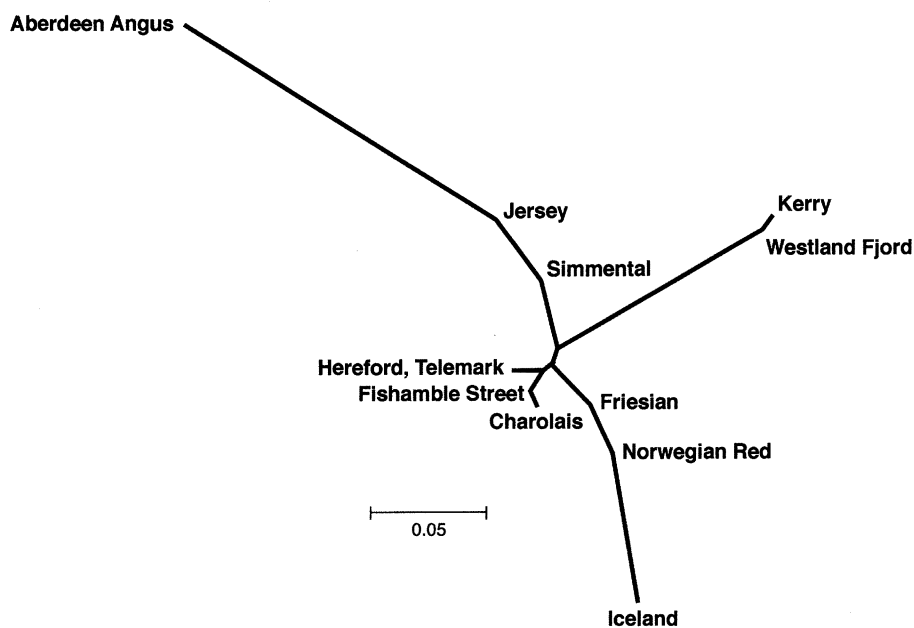 Aberdeen Angus
Kerry
Jersey
Westland Fjord
Simmental
Hereford, Telemark
Fishamble Street
Friesian
Charolais
Norwegian Red
0.05
Iceland